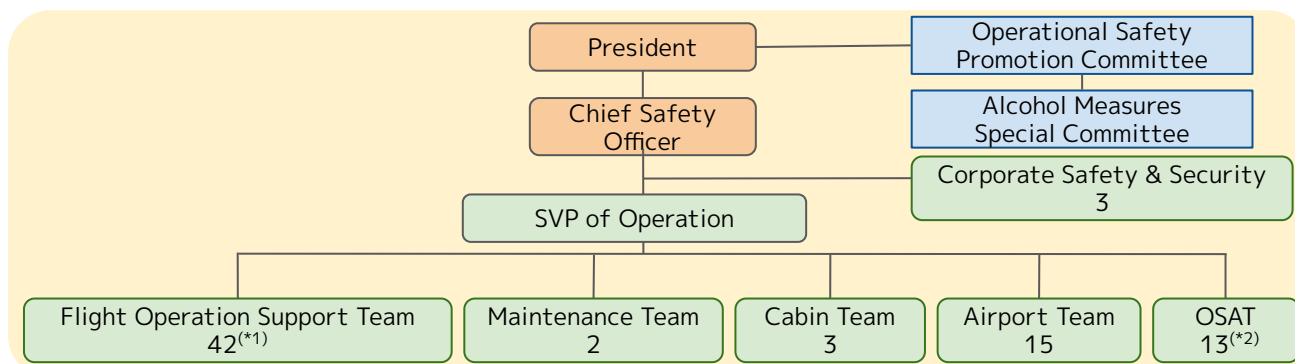 President
Operational Safety
Promotion Committee
Chief Safety
Officer
Alcohol Measures
Special Committee
Corporate Safety & Security
3
SVP of Operation
Flight Operation Support Team
42(*1)
Maintenance Team
2
Cabin Team
3
Airport Team
15
OSAT
13(*2)